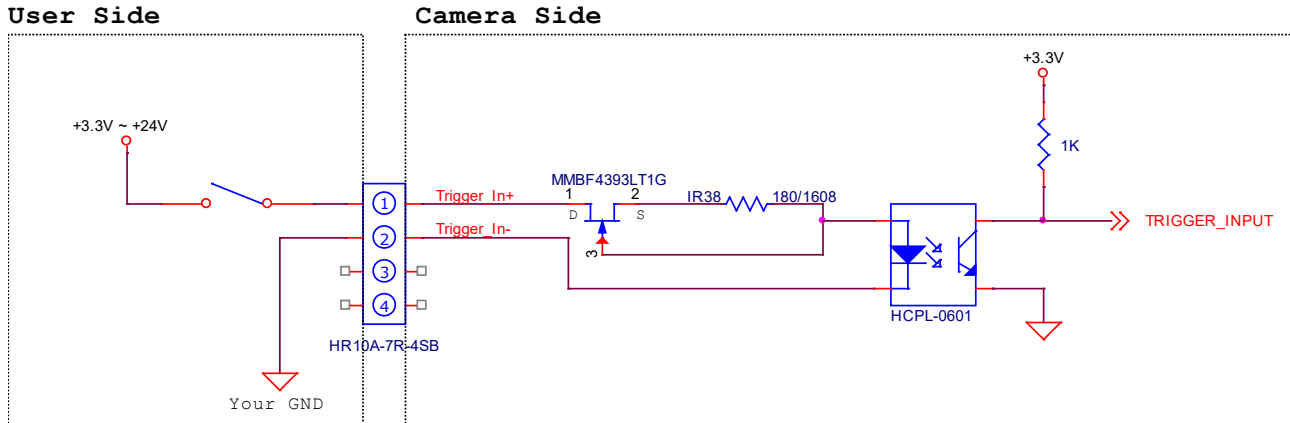 User Side
Camera Side
+3.3V
+3.3V ~ +24V
1K
MMBF4393LT1G
1
2
IR38
180/1608
Trigger_In+
1
D
S
TRIGGER_INPUT
Trigger_In-
2
3
3
4
HCPL-0601
HR10A-7R-4SB
Your GND